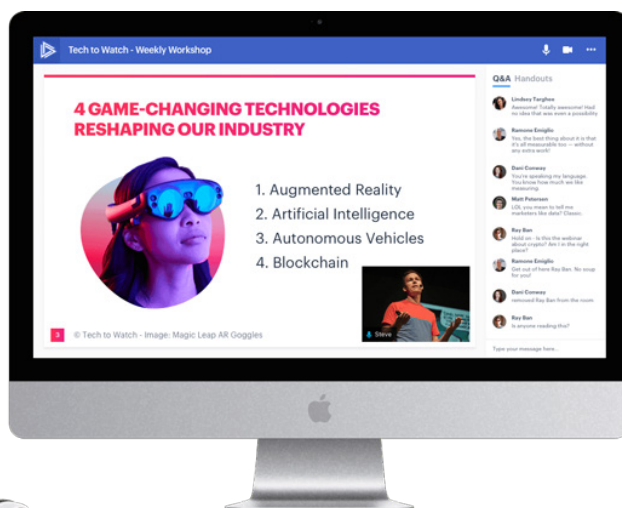 Tech to Watch - Weekly Workshop
4 GAME-CHANGING TECHNOLOGIES
RESHAPING OUR INDUSTRY
1. Augmented Reality
2. Artificial Intelligence
3. Autonomous Vehicles
4. Blockchain
Steve
3 © Tech to Watch - Image: Magic Leap AR Goggles
Q&A Handouts
Lindsey Targhee
Awesome! Totally awesome! Had
no idea that was even a possibility
Ramone Emiglio
Yes, the best thing about it is that
it's all measurable too — without
any extra work!
Dani Conway
You're speaking my language.
You know how much we like
measuring.
Matt Peterson
LOL you mean to tell me
marketers like data? Classic.
Ray Ban
Hold on - Is this the webinar
about crypto? Am I in the right
place?
Ramone Emiglio
Get out of here Ray Ban. No soup
for you!
Dani Conway
removed Ray Ban from the room
Ray Ban
Is anyone reading this?
Type your message here...